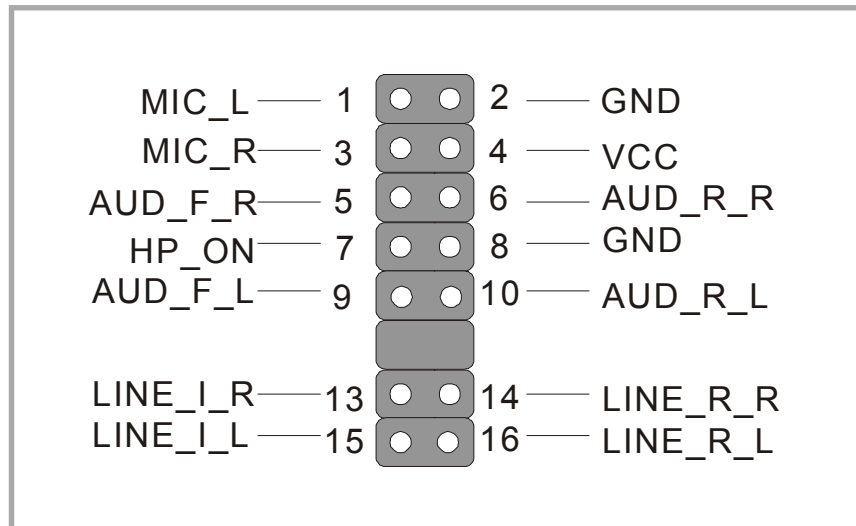 MIC_L 1 2 GND
MIC_R 3 4 VCC
AUD_F_R 5 6 AUD_R_R
HP_ON 7 8 GND
AUD_F_L 9 10 AUD_R_L
LINE_I_R 13 14 LINE_R_R
LINE_I_L 15 16 LINE_R_L